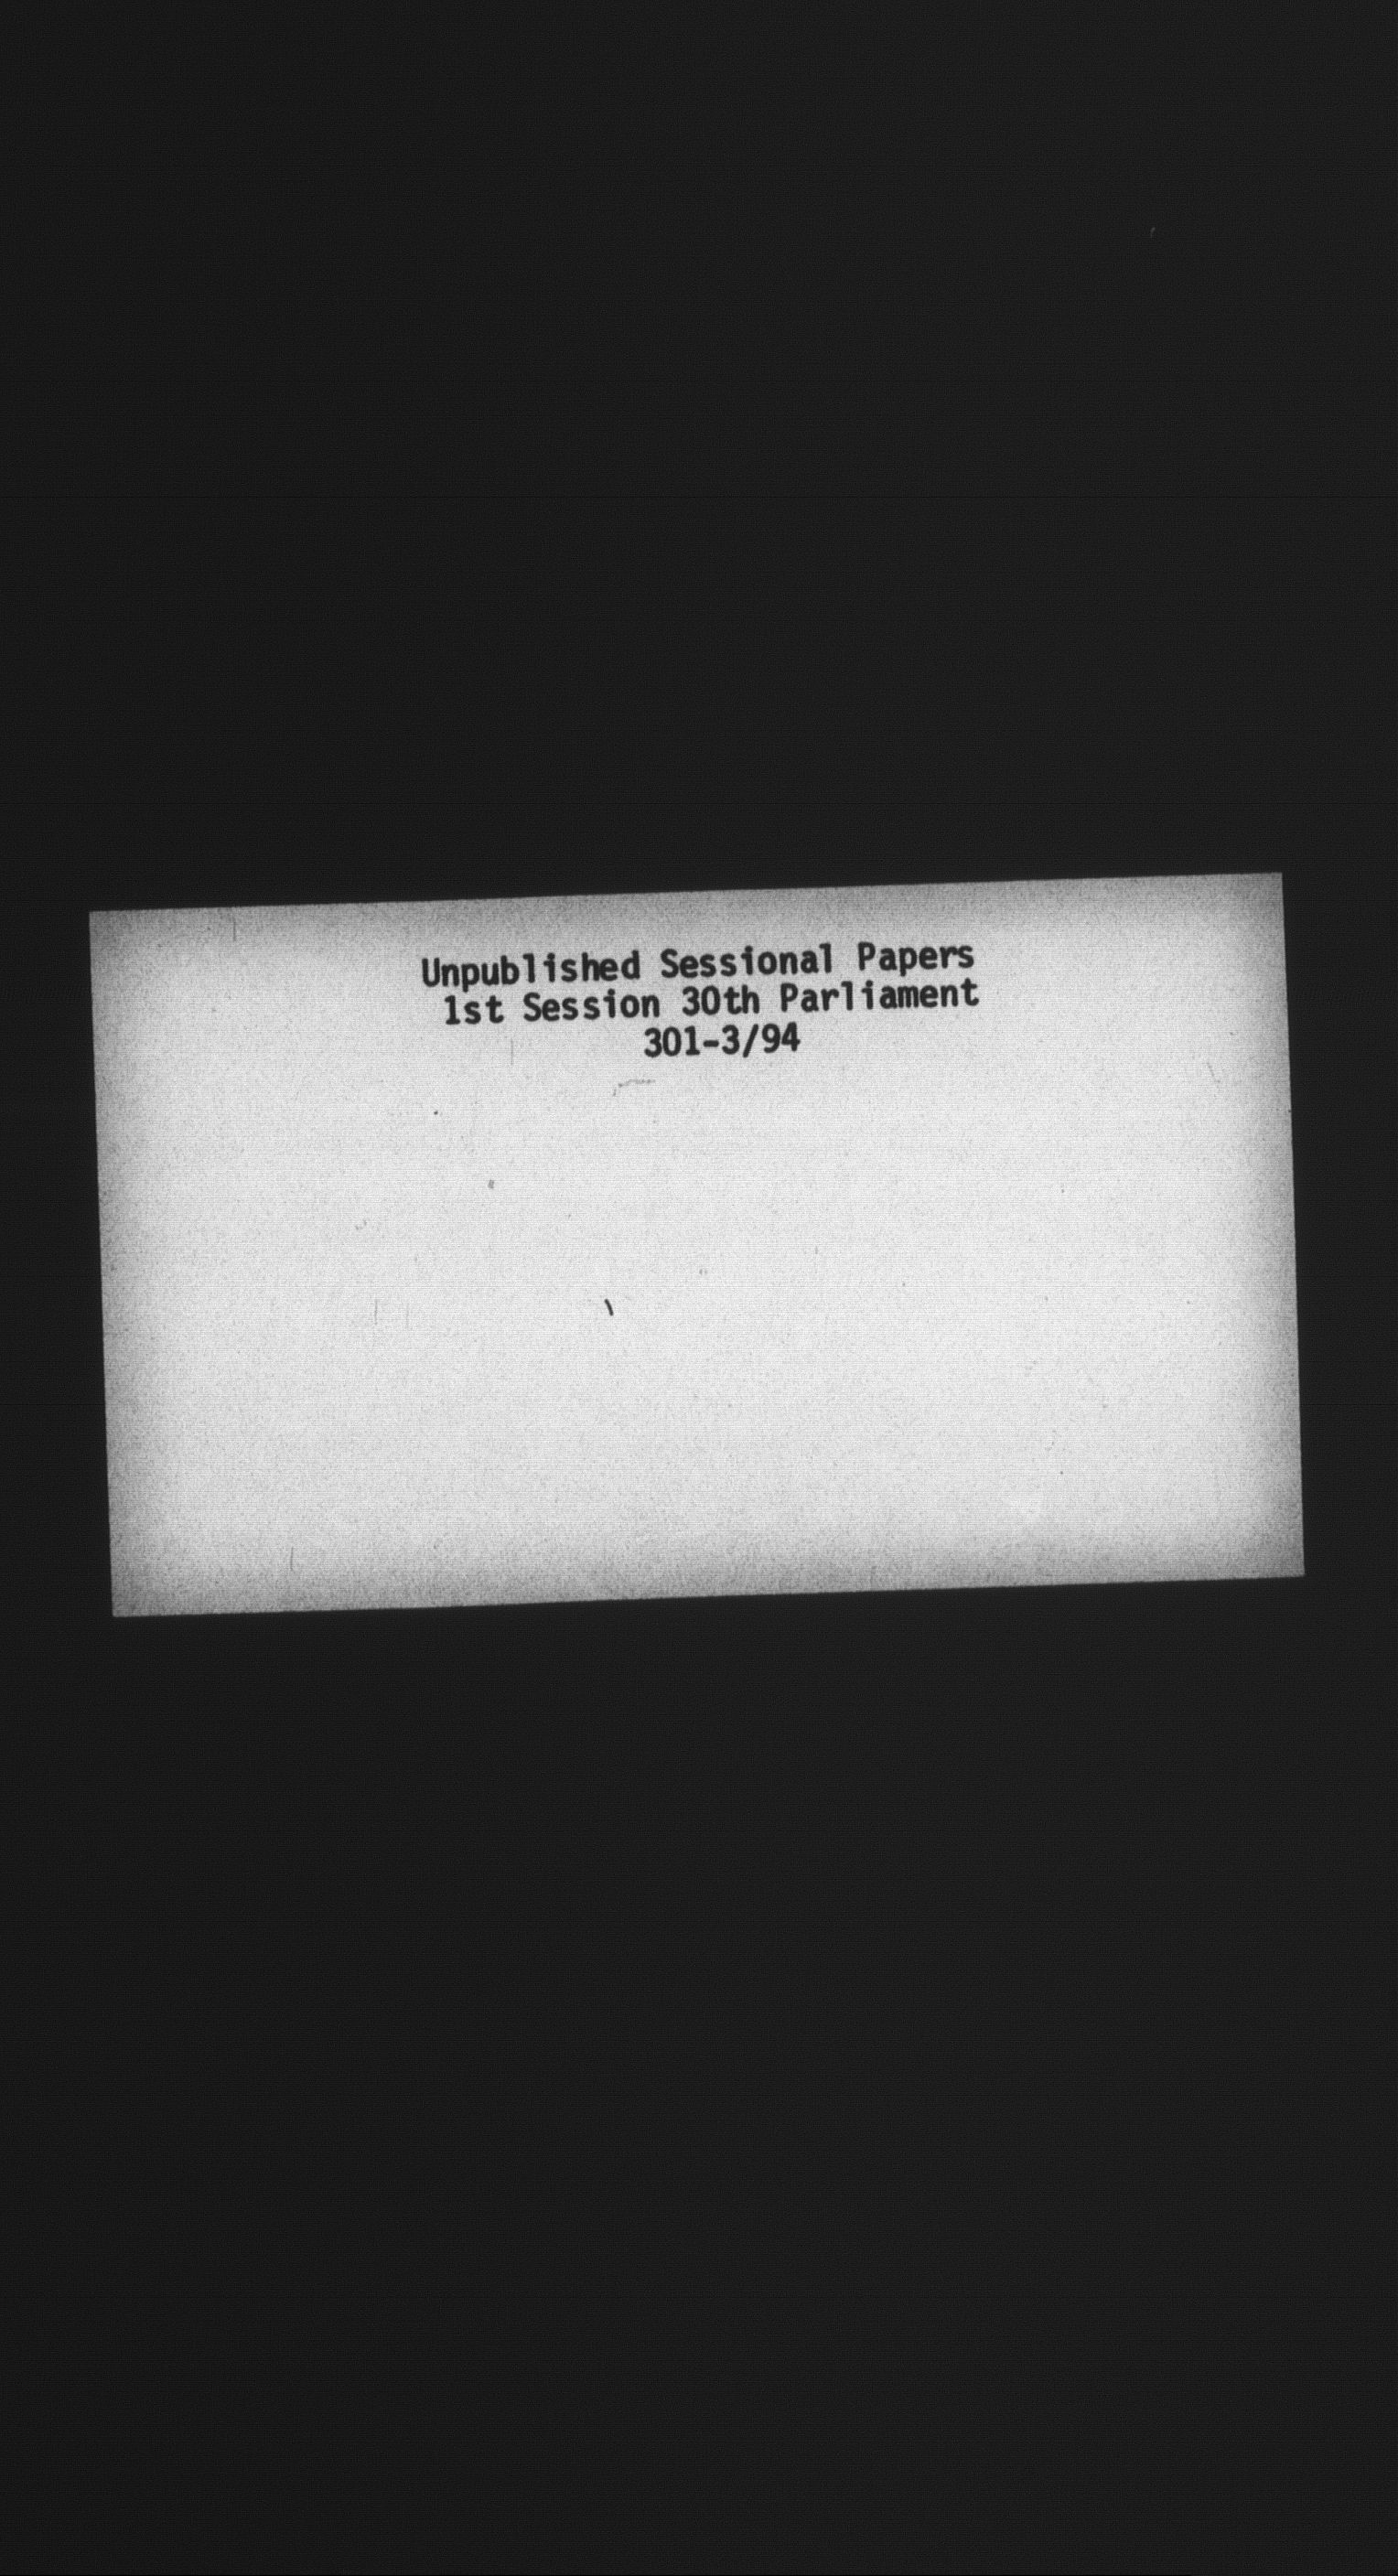 Unpublished Sessional Papers
1st Session 30th Parliament
301-3/94